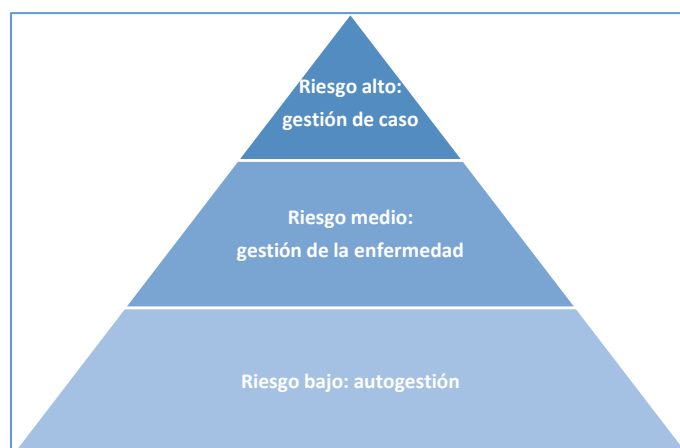 Riesgo alto:
gestión de caso
Riesgo medio:
gestión de la enfermedad
Riesgo bajo: autogestión